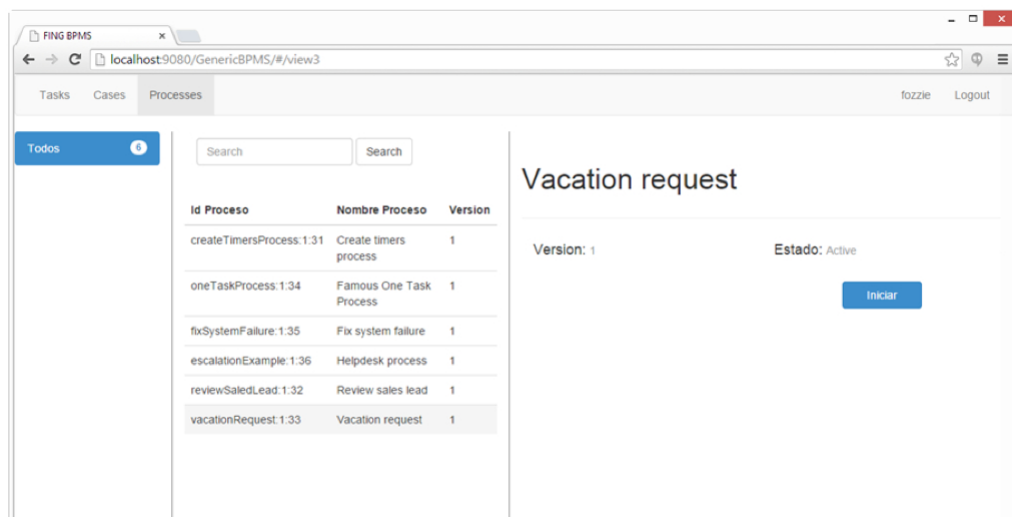 FING BPMS
localhost:9080/GenericBPMS/#/view3
Tasks Cases Processes fozzie Logout
Todos 6
Search Search
Id Proceso Nombre Proceso Version
createTimersProcess:1:31 Create timers process 1
oneTaskProcess:1:34 Famous One Task Process 1
fixSystemFailure:1:35 Fix system failure 1
escalationExample:1:36 Helpdesk process 1
reviewSaledLead:1:32 Review sales lead 1
vacationRequest:1:33 Vacation request 1
Vacation request
Version: 1 Estado: Active
Iniciar